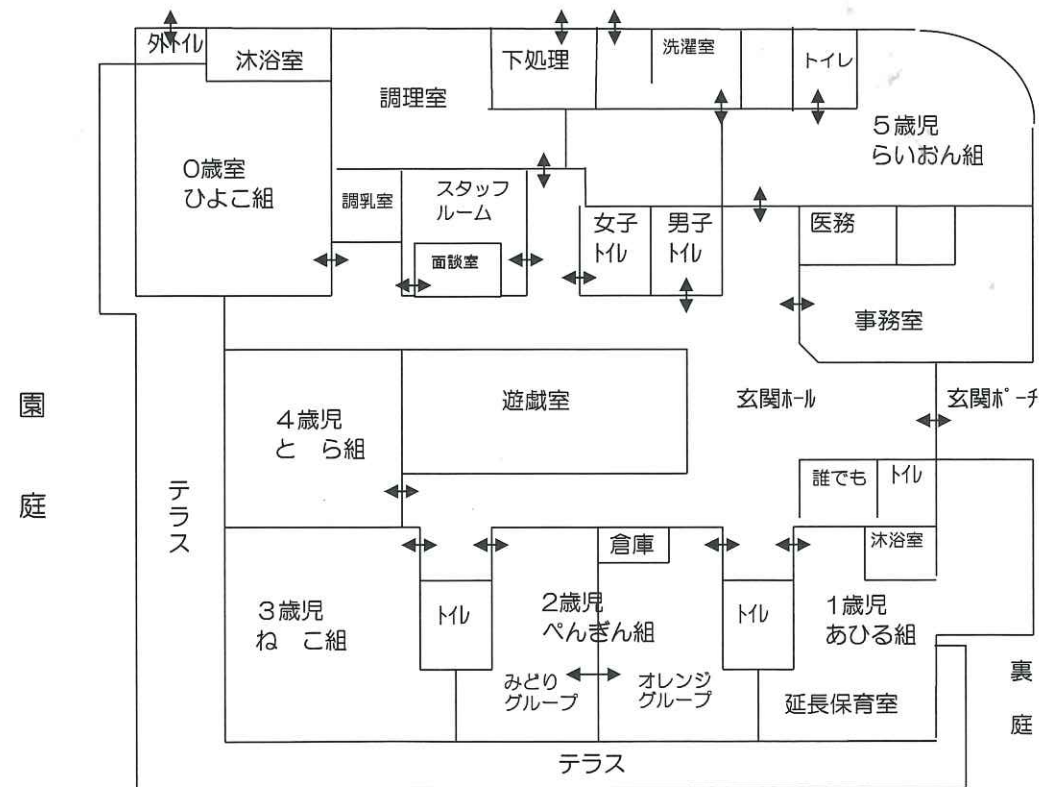 外トイレ
沐浴室
調理室
下処理
洗濯室
トイレ
5歳児
らいおん組
0歳室
ひよこ組
調乳室
スタッフ
ルーム
面談室
女子
トイレ
男子
トイレ
医務
事務室
園
庭
テラス
4歳児
と ら組
遊戯室
玄関ホール
玄関ポーチ
誰でも
トイレ
3歳児
ね こ組
トイレ
倉庫
2歳児
ぺんぎん組
みどり
グループ
オレンジ
グループ
トイレ
沐浴室
1歳児
あひる組
延長保育室
裏
庭
テラス